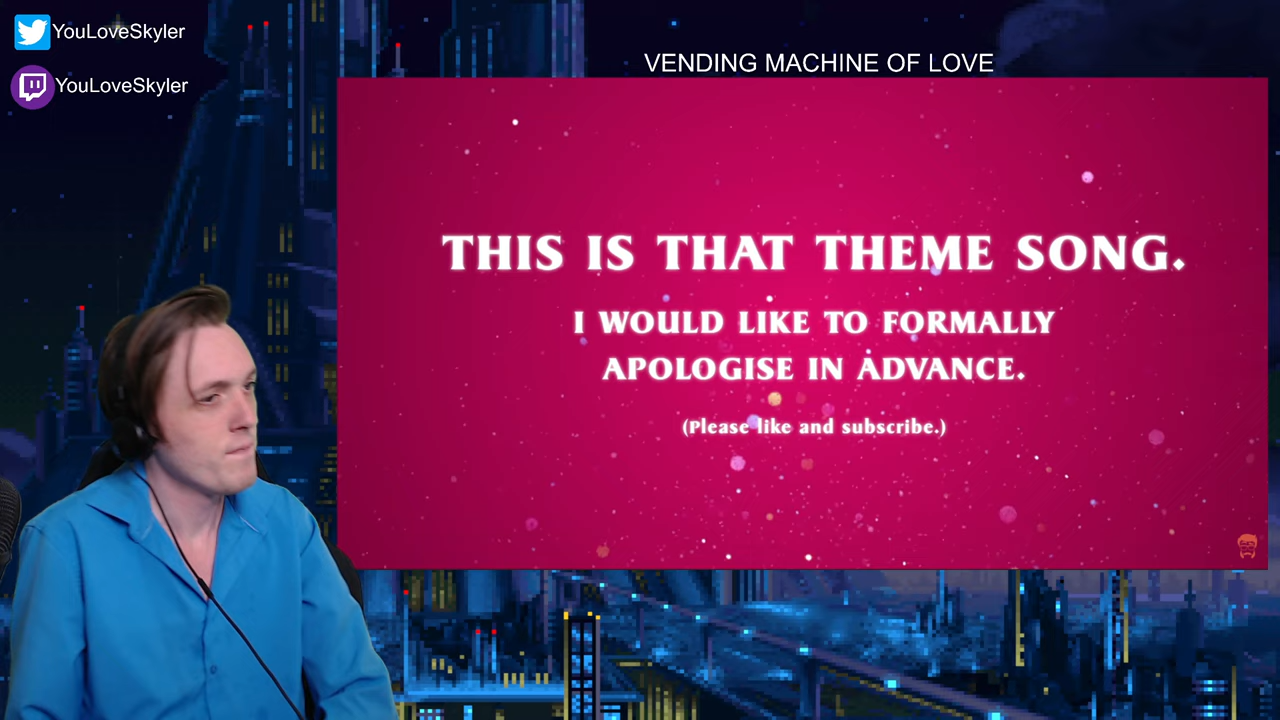 YouLoveSkyler
YouLoveSkyler
VENDING MACHINE OF LOVE
THIS IS THAT THEME SONG.
I WOULD LIKE TO FORMALLY
APOLOGISE IN ADVANCE.
(Please like and subscribe.)